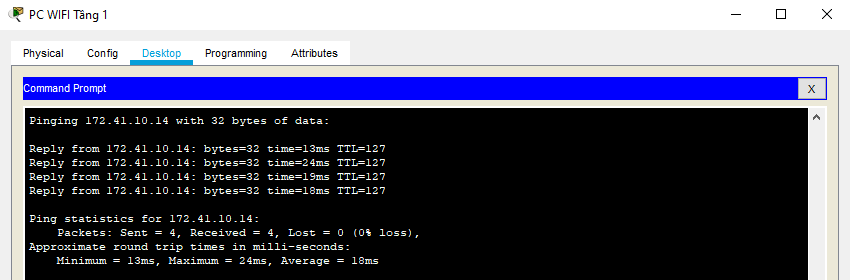 PC WIFI Tầng 1
Physical Config Desktop Programming Attributes
Command Prompt X
Pinging 172.41.10.14 with 32 bytes of data:
Reply from 172.41.10.14: bytes=32 time=13ms TTL=127
Reply from 172.41.10.14: bytes=32 time=24ms TTL=127
Reply from 172.41.10.14: bytes=32 time=19ms TTL=127
Reply from 172.41.10.14: bytes=32 time=18ms TTL=127
Ping statistics for 172.41.10.14:
Packets: Sent = 4, Received = 4, Lost = 0 (0% loss),
Approximate round trip times in milli-seconds:
Minimum = 13ms, Maximum = 24ms, Average = 18ms